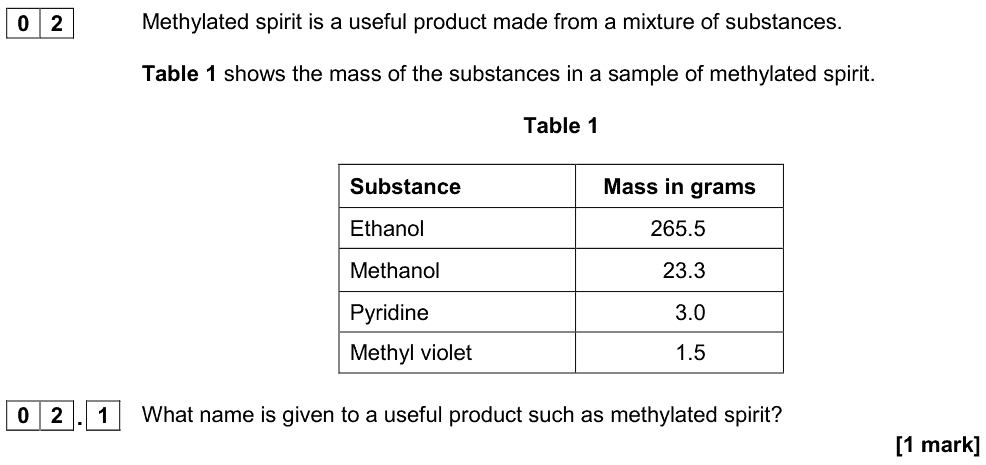 0 2 Methylated spirit is a useful product made from a mixture of substances.
Table 1 shows the mass of the substances in a sample of methylated spirit.
Table 1
Substance Mass in grams
Ethanol 265.5
Methanol 23.3
Pyridine 3.0
Methyl violet 1.5
0 2 . 1 What name is given to a useful product such as methylated spirit?
[1 mark]